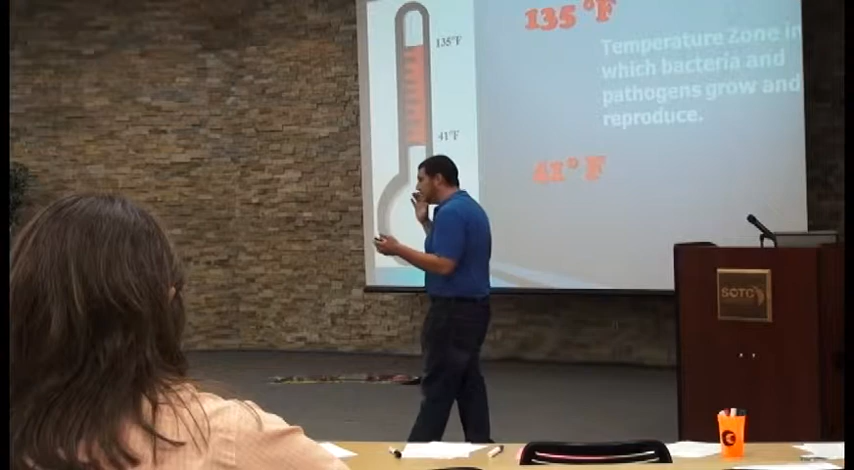 135 °F
135°F
Temperature Zone in
which bacteria and
pathogens grow and
reproduce.
41°F
41° F
SCTC